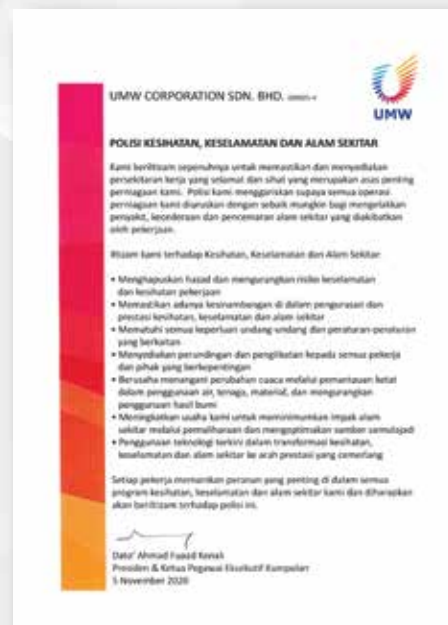 UMW CORPORATION SDN. BHD.
UMW
POLISI KESIHATAN, KESELAMATAN DAN ALAM SEKITAR
Kami beriltizam sepenuhnya untuk memastikan dan menyediakan
persekitaran kerja yang selamat dan sihat yang merupakan asas penting
perniagaan kami. Polisi kami menggariskan supaya semua operasi
perniagaan kami diuruskan dengan sebaik mungkin bagi mengelakkan
penyakit, kecederaan dan pencemaran alam sekitar yang diakibatkan
oleh pekerjaan.
Iltizam kami terhadap Kesihatan, Keselamatan dan Alam Sekitar:
• Menghapuskan hazad dan mengurangkan risiko keselamatan
dan kesihatan pekerjaan
• Memastikan adanya kesinambungan di dalam pengurusan dan
prestasi kesihatan, keselamatan dan alam sekitar
• Mematuhi semua keperluan undang-undang dan peraturan-peraturan
yang berkaitan
• Menyediakan perundingan dan penglibatan kepada semua pekerja
dan pihak yang berkepentingan
• Berusaha menangani perubahan cuaca melalui pemantauan ketat
dalam penggunaan air, tenaga, material, dan mengurangkan
penggunaan hasil bumi
• Meningkatkan usaha kami untuk meminimumkan impak alam
sekitar melalui pemuliharaan dan mengoptimakan sumber semulajadi
• Penggunaan teknologi terkini dalam transformasi kesihatan,
keselamatan dan alam sekitar ke arah prestasi yang cemerlang
Setiap pekerja memainkan peranan yang penting di dalam semua
program kesihatan, keselamatan dan alam sekitar kami dan diharapkan
akan beriltizam terhadap polisi ini.
Dato' Ahmad Fuaad Kenali
Presiden & Ketua Pegawai Eksekutif Kumpulan
5 November 2020